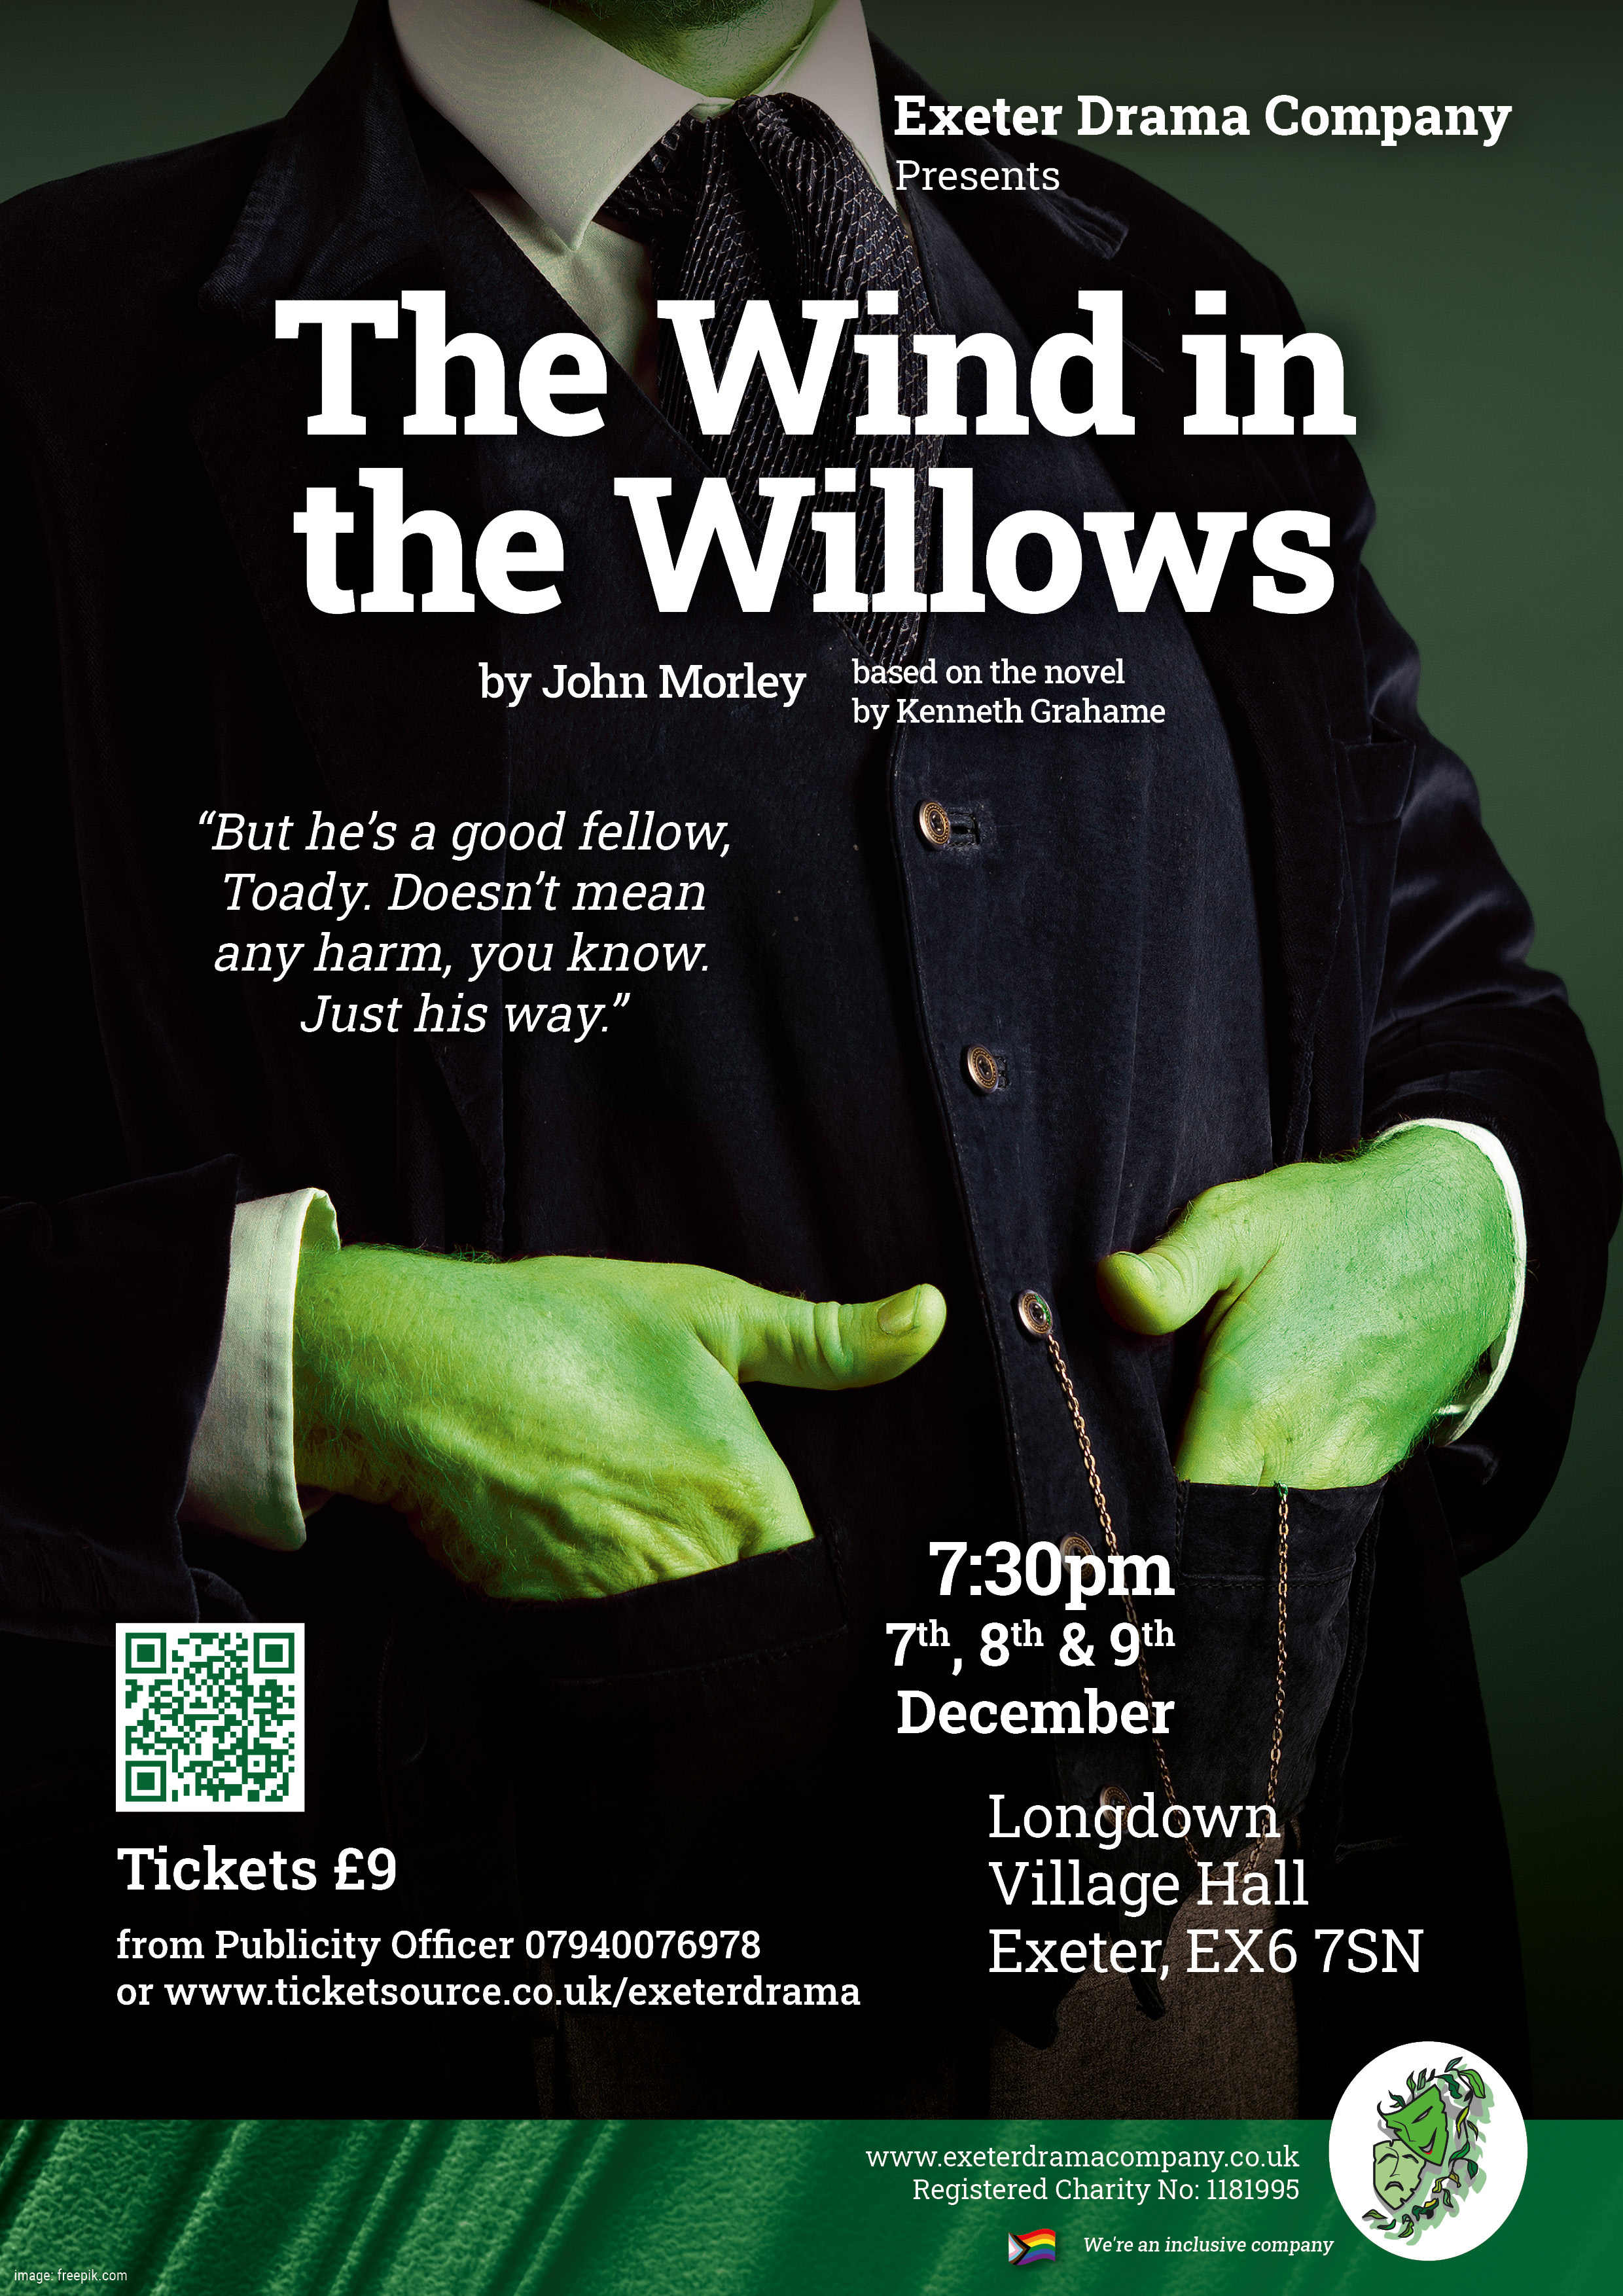 Exeter Drama Company
Presents
The Wind in
the Willows
by John Morley
based on the novel
by Kenneth Grahame
“But he’s a good fellow,
Toady. Doesn’t mean
any harm, you know.
Just his way.”
7:30pm
7th, 8th & 9th
December
Longdown
Village Hall
Exeter, EX6 7SN
Tickets £9
from Publicity Officer 07940076978
or www.ticketsource.co.uk/exeterdrama
www.exeterdramacompany.co.uk
Registered Charity No: 1181995
We're an inclusive company
image: freepik.com